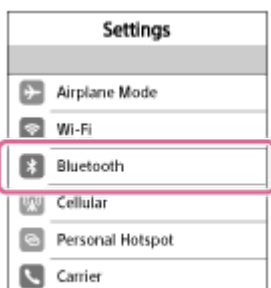 Settings
Airplane Mode
Wi-Fi
Bluetooth
Cellular
Personal Hotspot
Carrier